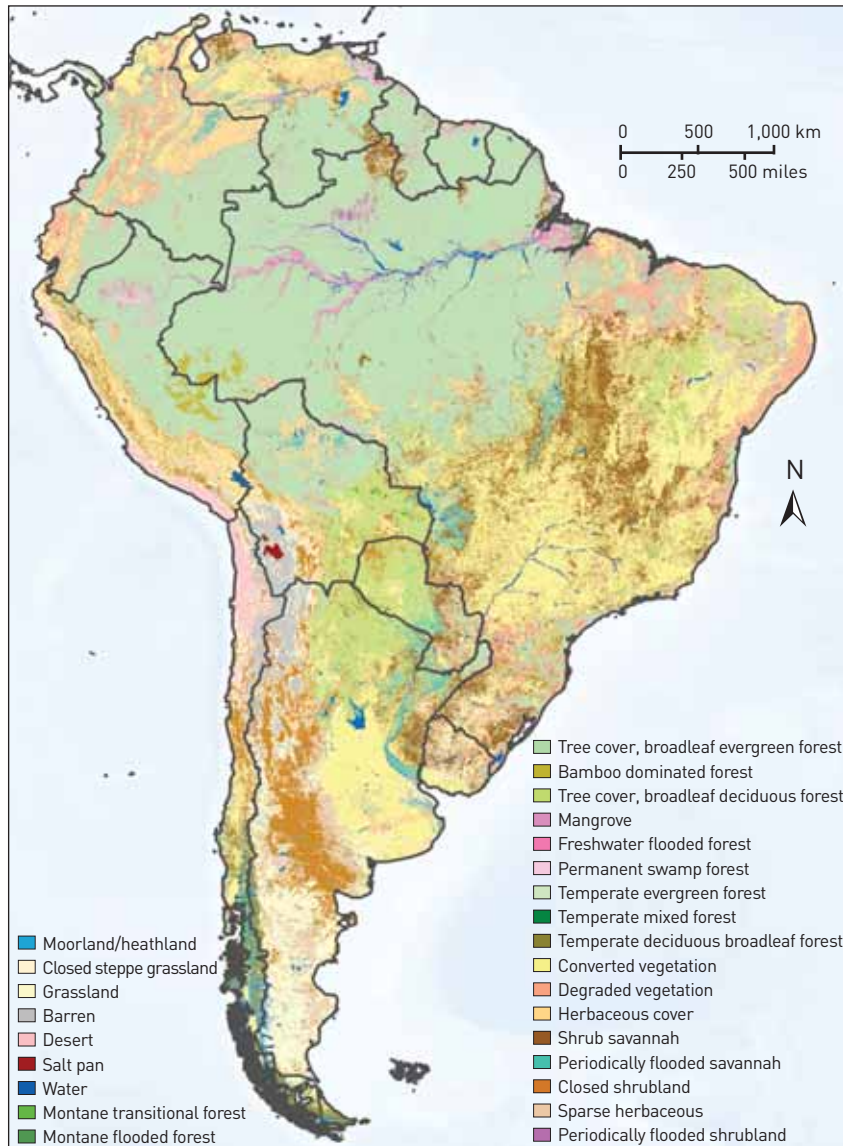 0 500 1,000 km
0 250 500 miles
N
Tree cover, broadleaf evergreen forest
Bamboo dominated forest
Tree cover, broadleaf deciduous forest
Mangrove
Freshwater flooded forest
Permanent swamp forest
Temperate evergreen forest
Temperate mixed forest
Temperate deciduous broadleaf forest
Converted vegetation
Degraded vegetation
Herbaceous cover
Shrub savannah
Periodically flooded savannah
Closed shrubland
Sparse herbaceous
Periodically flooded shrubland
Moorland/heathland
Closed steppe grassland
Grassland
Barren
Desert
Salt pan
Water
Montane transitional forest
Montane flooded forest